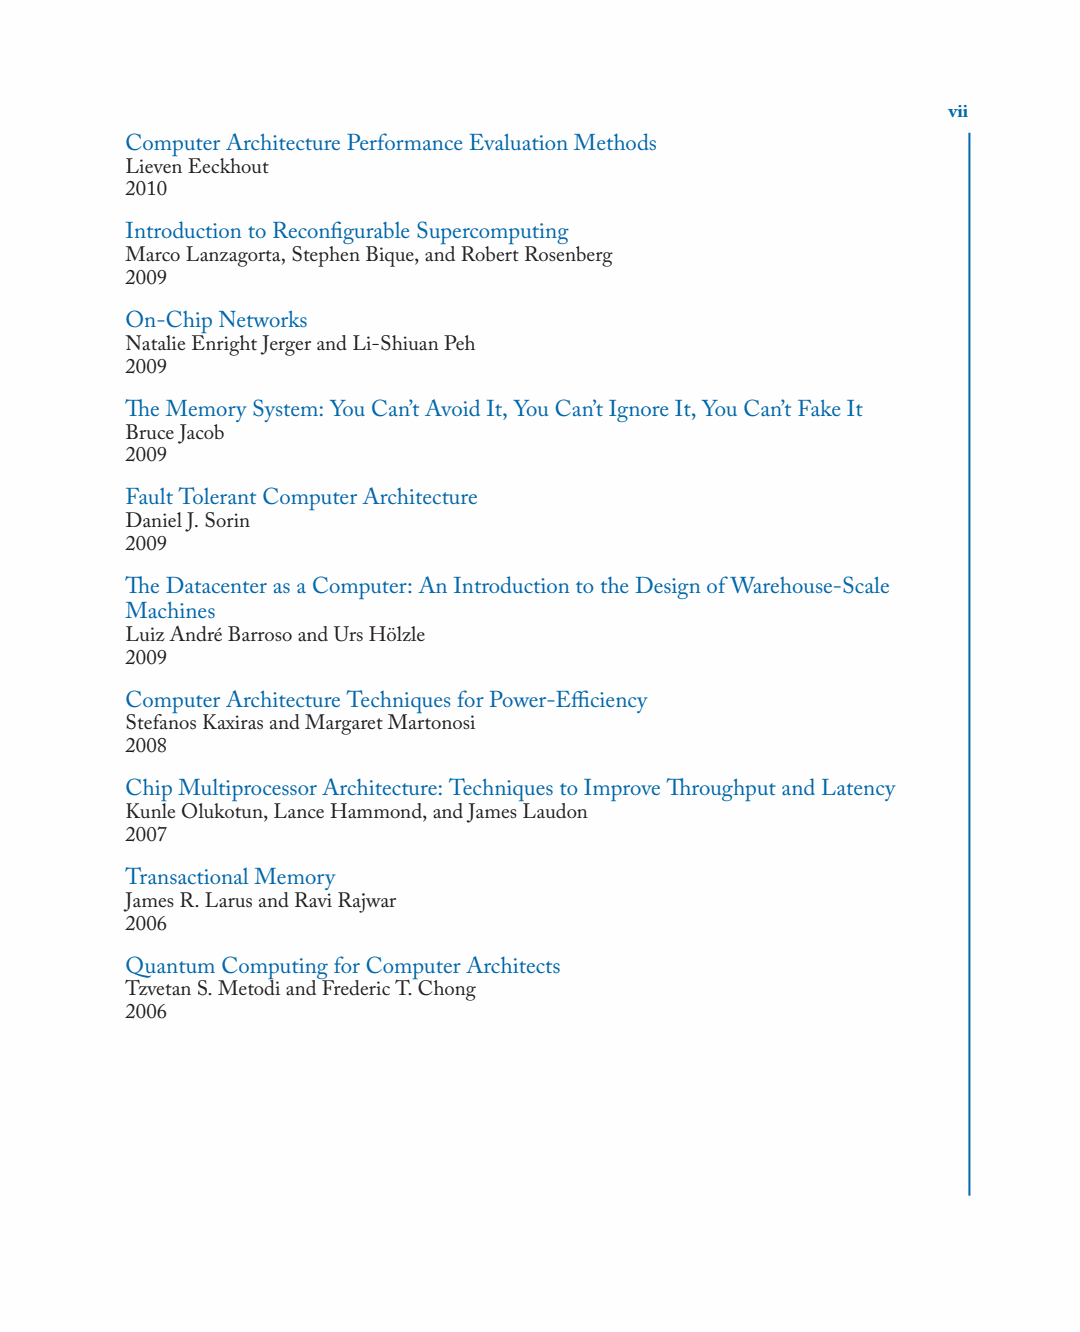 vii
Computer Architecture Performance Evaluation Methods
Lieven Eeckhout
2010
Introduction to Reconfigurable Supercomputing
Marco Lanzagorta, Stephen Bique, and Robert Rosenberg
2009
On-Chip Networks
Natalie Enright Jerger and Li-Shiuan Peh
2009
The Memory System: You Can’t Avoid It, You Can’t Ignore It, You Can’t Fake It
Bruce Jacob
2009
Fault Tolerant Computer Architecture
Daniel J. Sorin
2009
The Datacenter as a Computer: An Introduction to the Design of Warehouse-Scale
Machines
Luiz André Barroso and Urs Hölzle
2009
Computer Architecture Techniques for Power-Efficiency
Stefanos Kaxiras and Margaret Martonosi
2008
Chip Multiprocessor Architecture: Techniques to Improve Throughput and Latency
Kunle Olukotun, Lance Hammond, and James Laudon
2007
Transactional Memory
James R. Larus and Ravi Rajwar
2006
Quantum Computing for Computer Architects
Tzvetan S. Metodi and Frederic T. Chong
2006